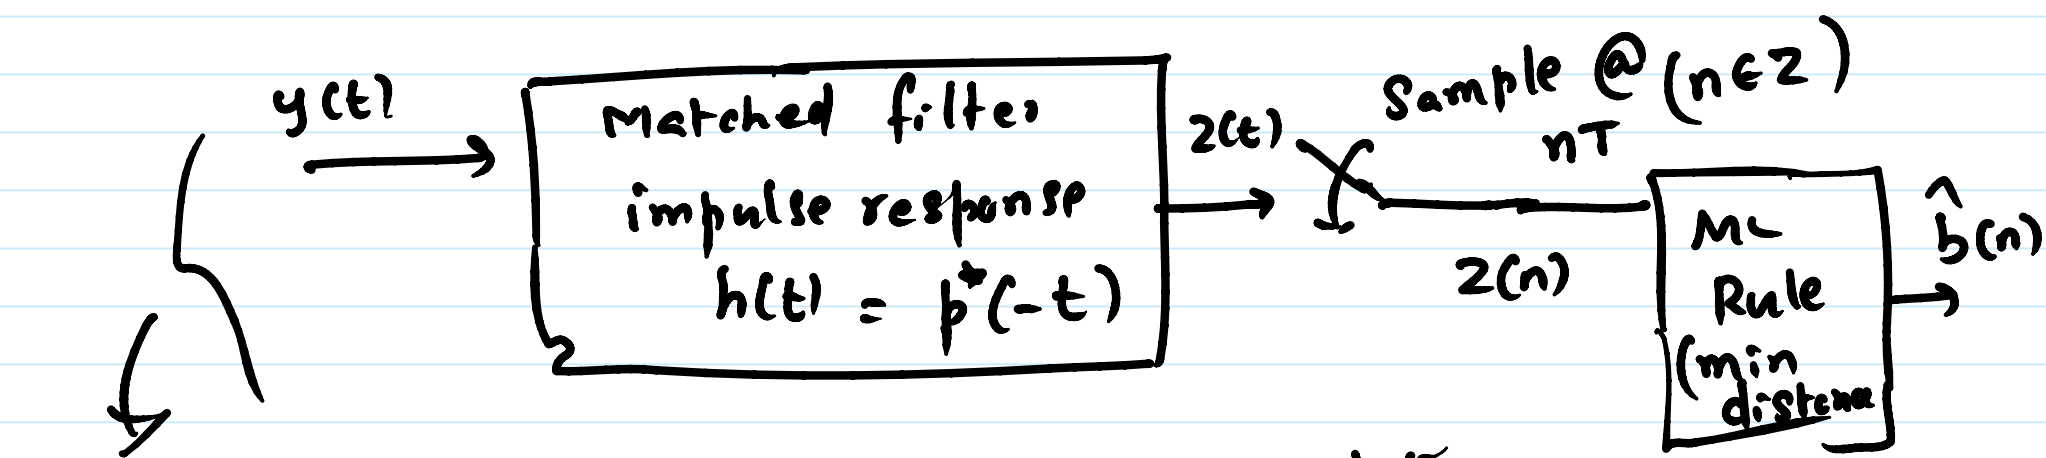 y(t)
Matched filter
impulse response
h(t) = p*(-t)
z(t)
Sample @ (n∈Z)
nT
z(n)
ML
Rule
(min
distance
b̂(n)